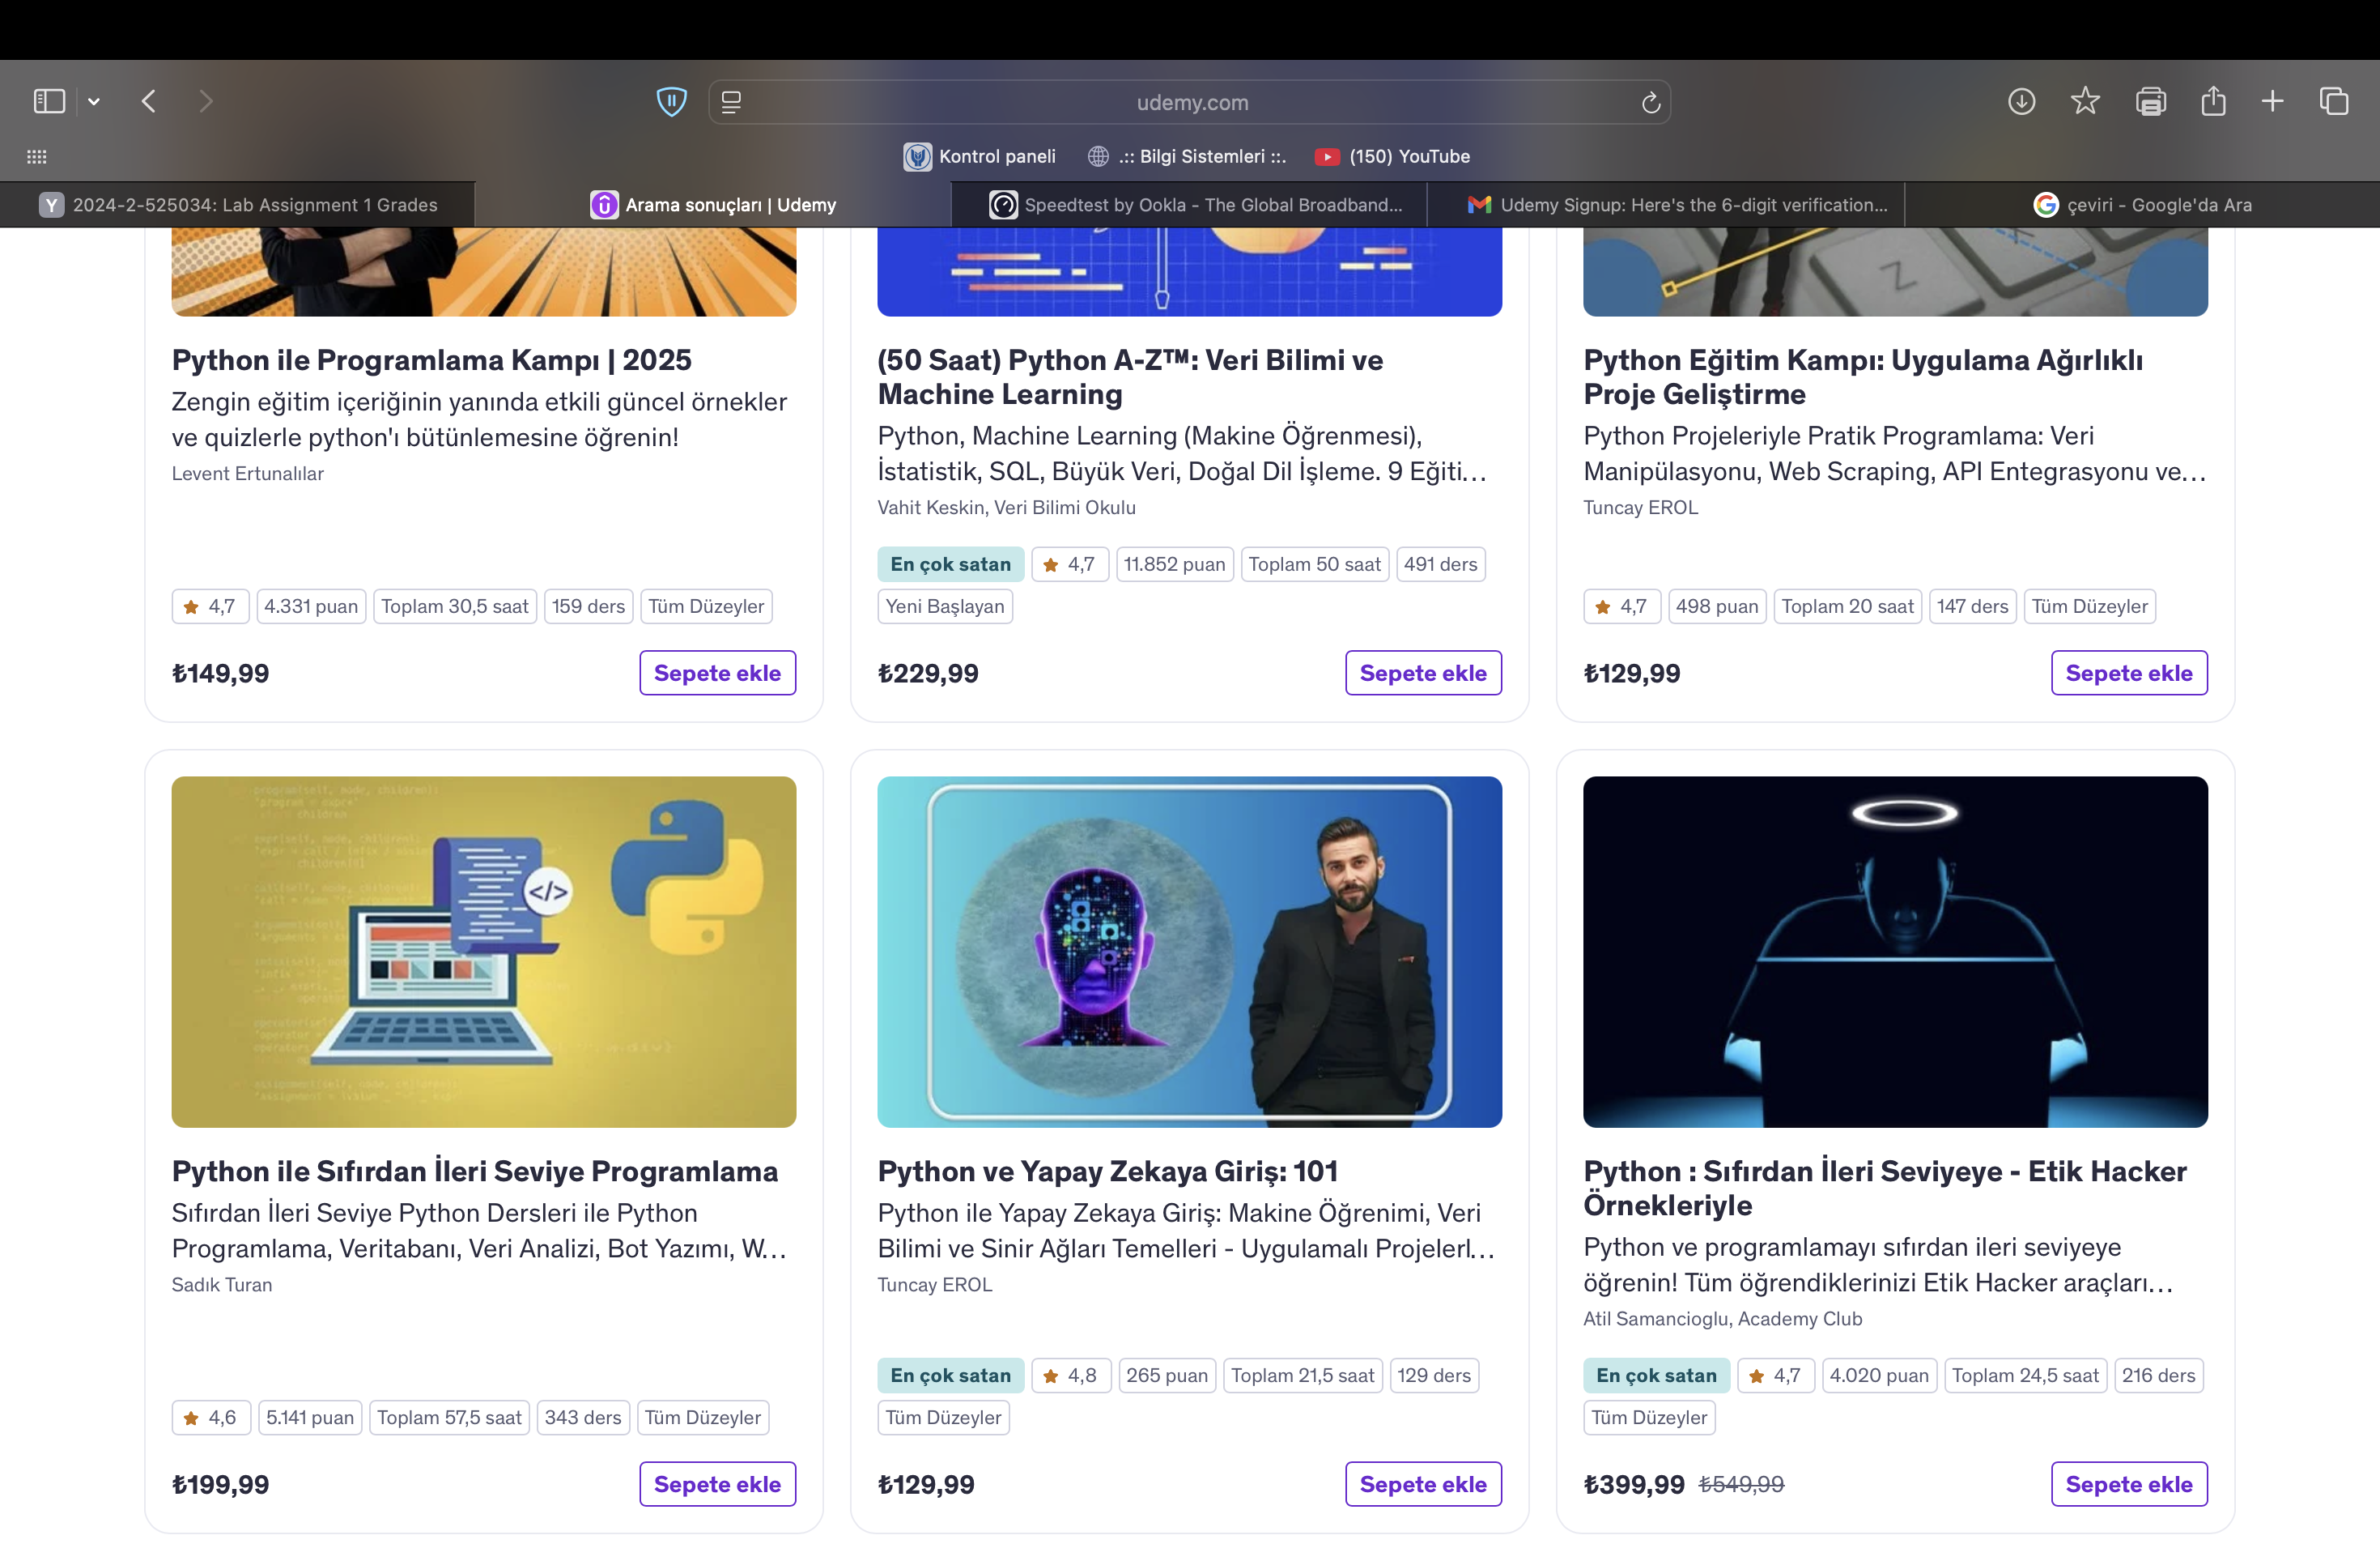 udemy.com
Kontrol paneli
.:: Bilgi Sistemleri ::.
(150) YouTube
Y 2024-2-525034: Lab Assignment 1 Grades
Arama sonuçları | Udemy
Speedtest by Ookla - The Global Broadband...
Udemy Signup: Here's the 6-digit verification...
çeviri - Google'da Ara
Z
Python ile Programlama Kampı | 2025
Zengin eğitim içeriğinin yanında etkili güncel örnekler
ve quizlerle python'ı bütünlemesine öğrenin!
Levent Ertunalılar
4,7 4.331 puan Toplam 30,5 saat 159 ders Tüm Düzeyler
₺149,99 Sepete ekle
(50 Saat) Python A-Z™: Veri Bilimi ve
Machine Learning
Python, Machine Learning (Makine Öğrenmesi),
İstatistik, SQL, Büyük Veri, Doğal Dil İşleme. 9 Eğiti...
Vahit Keskin, Veri Bilimi Okulu
En çok satan 4,7 11.852 puan Toplam 50 saat 491 ders
Yeni Başlayan
₺229,99 Sepete ekle
Python Eğitim Kampı: Uygulama Ağırlıklı
Proje Geliştirme
Python Projeleriyle Pratik Programlama: Veri
Manipülasyonu, Web Scraping, API Entegrasyonu ve...
Tuncay EROL
4,7 498 puan Toplam 20 saat 147 ders Tüm Düzeyler
₺129,99 Sepete ekle
</>
Python ile Sıfırdan İleri Seviye Programlama
Sıfırdan İleri Seviye Python Dersleri ile Python
Programlama, Veritabanı, Veri Analizi, Bot Yazımı, W...
Sadık Turan
4,6 5.141 puan Toplam 57,5 saat 343 ders Tüm Düzeyler
₺199,99 Sepete ekle
Python ve Yapay Zekaya Giriş: 101
Python ile Yapay Zekaya Giriş: Makine Öğrenimi, Veri
Bilimi ve Sinir Ağları Temelleri - Uygulamalı Projelerl...
Tuncay EROL
En çok satan 4,8 265 puan Toplam 21,5 saat 129 ders
Tüm Düzeyler
₺129,99 Sepete ekle
Python : Sıfırdan İleri Seviyeye - Etik Hacker
Örnekleriyle
Python ve programlamayı sıfırdan ileri seviyeye
öğrenin! Tüm öğrendiklerinizi Etik Hacker araçları...
Atil Samancioglu, Academy Club
En çok satan 4,7 4.020 puan Toplam 24,5 saat 216 ders
Tüm Düzeyler
₺399,99 ₺549,99 Sepete ekle